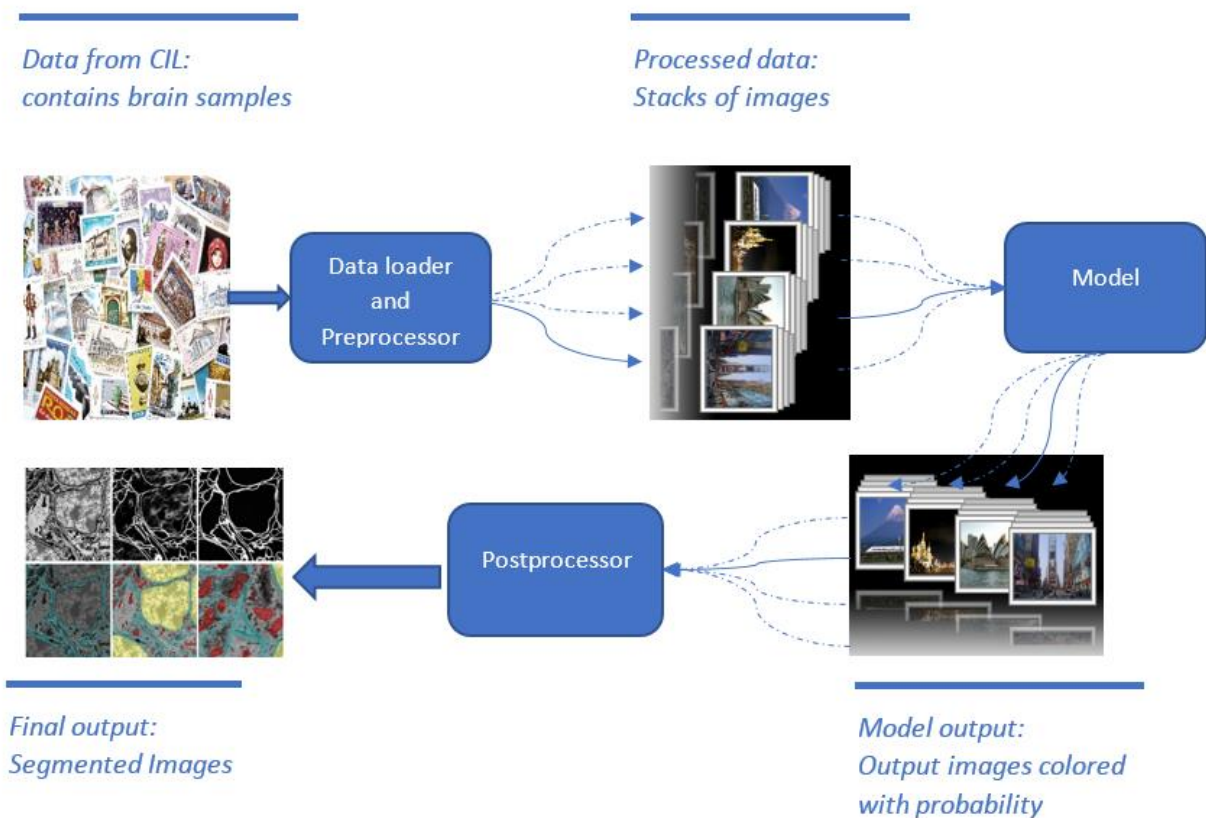 Data from CIL:
contains brain samples
Processed data:
Stacks of images
Data loader
and
Preprocessor
Model
Postprocessor
Final output:
Segmented Images
Model output:
Output images colored
with probability